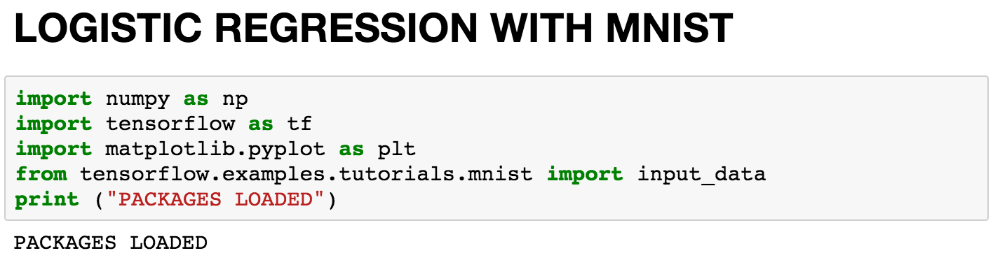 LOGISTIC REGRESSION WITH MNIST
import numpy as np
import tensorflow as tf
import matplotlib.pyplot as plt
from tensorflow.examples.tutorials.mnist import input_data
print ("PACKAGES LOADED")
PACKAGES LOADED